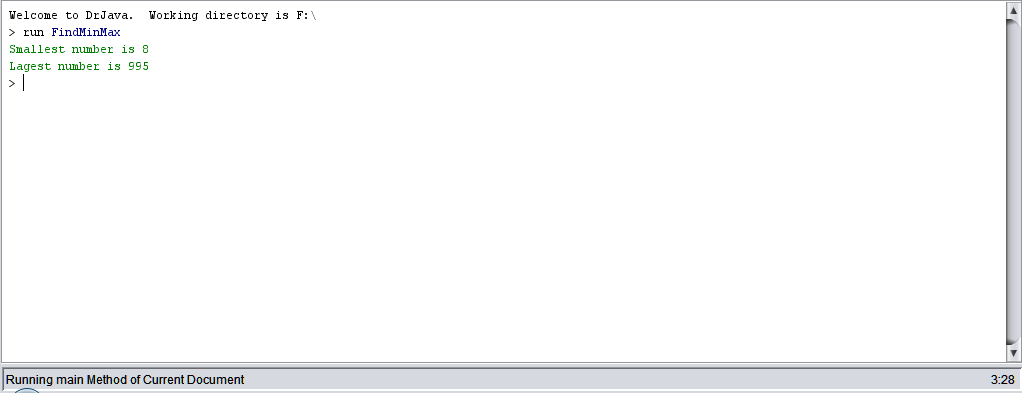 Welcome to DrJava.  Working directory is F:\
> run FindMinMax
Smallest number is 8
Lagest number is 995
>
Running main Method of Current Document
3:28